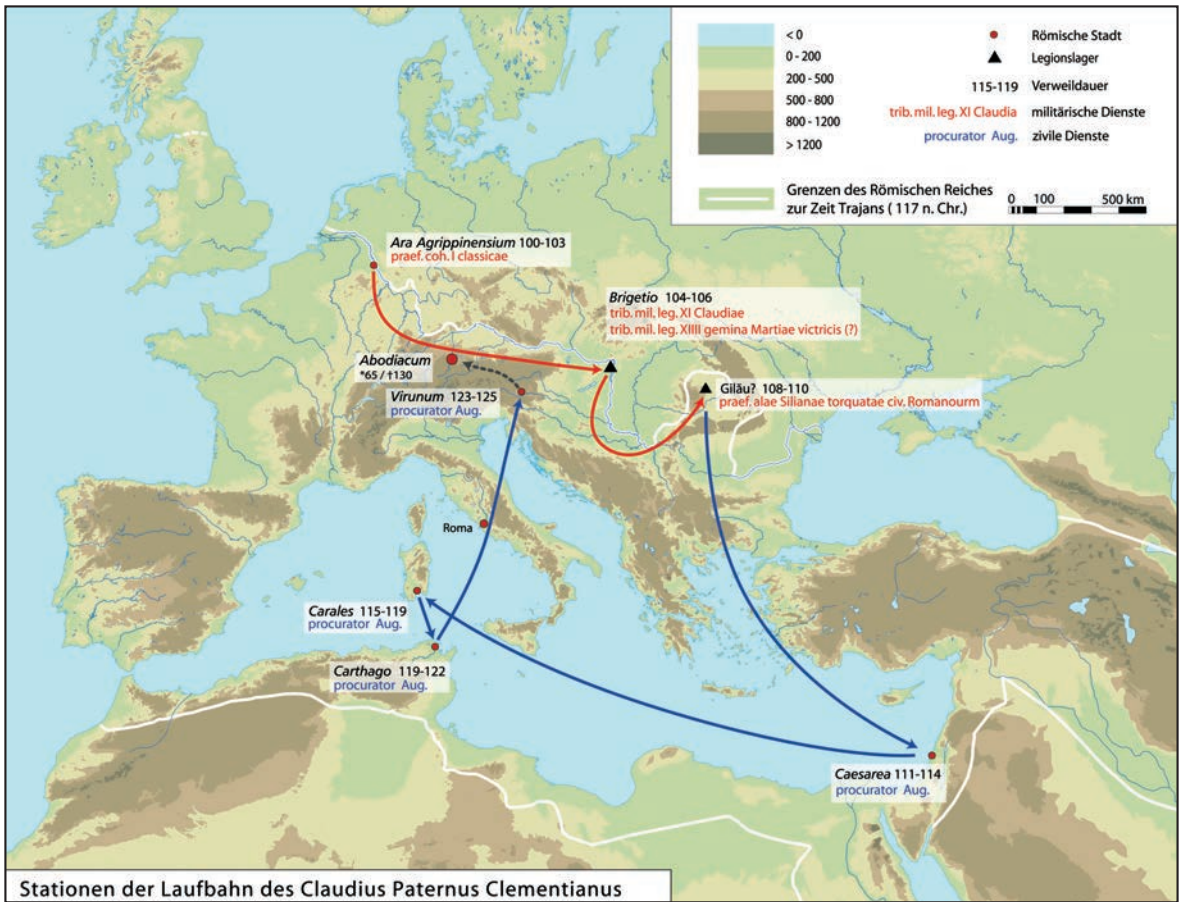 < 0
0 - 200
200 - 500
500 - 800
800 - 1200
> 1200
Römische Stadt
Legionslager
115-119 Verweildauer
trib. mil. leg. XI Claudia militärische Dienste
procurator Aug. zivile Dienste
Grenzen des Römischen Reiches
zur Zeit Trajans ( 117 n. Chr.)
0 100 500 km
Ara Agrippinensium 100-103
praef. coh. I classicae
Brigetio 104-106
trib. mil. leg. XI Claudiae
trib. mil. leg. XIIII gemina Martiae victricis (?)
Abodiacum
*65 / †130
Virunum 123-125
procurator Aug.
Gilău? 108-110
praef. alae Silianae torquatae civ. Romanourm
Roma
Carales 115-119
procurator Aug.
Carthago 119-122
procurator Aug.
Caesarea 111-114
procurator Aug.
Stationen der Laufbahn des Claudius Paternus Clementianus